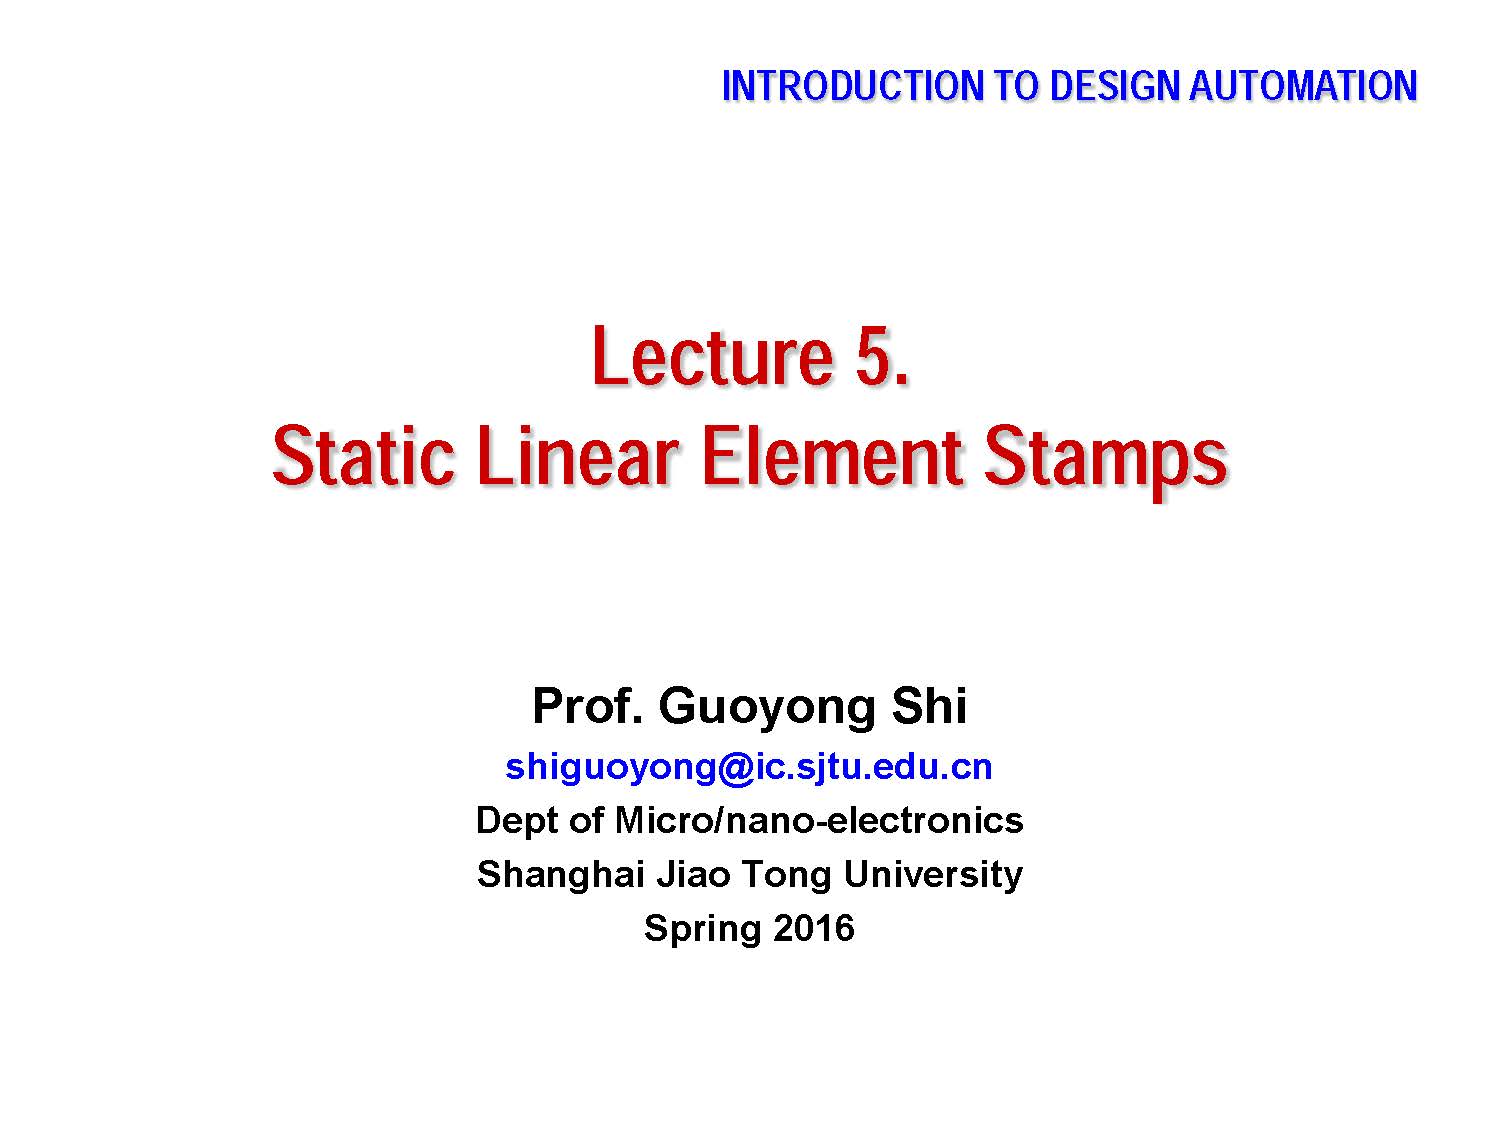 INTRODUCTION TO DESIGN AUTOMATION
Lecture 5.
Static Linear Element Stamps
Prof. Guoyong Shi
shiguoyong@ic.sjtu.edu.cn
Dept of Micro/nano-electronics
Shanghai Jiao Tong University
Spring 2016